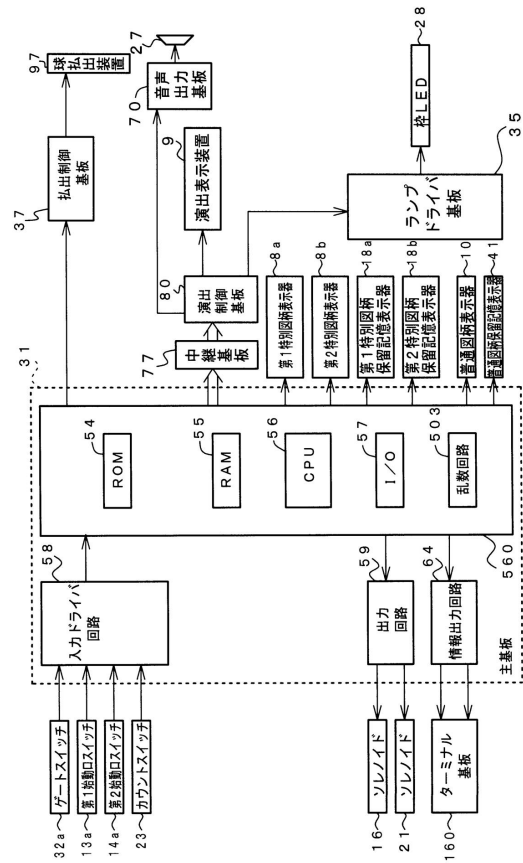 32a
ゲートスイッチ
13a
第1始動口スイッチ
14a
第2始動口スイッチ
23
カウントスイッチ
58
入力ドライバ
回路
31
54
ROM
55
RAM
56
CPU
57
I/O
503
乱数回路
560
59
出力
回路
64
情報出力回路
主基板
16
ソレノイド
21
ソレノイド
160
ターミナル
基板
37
払出制御
基板
97
球払出装置
77
中継基板
80
演出
制御基板
9
演出表示装置
70
音声
出力
基板
27
8a
第1特別図柄表示器
8b
第2特別図柄表示器
18a
第1特別図柄
保留記憶表示器
18b
第2特別図柄
保留記憶表示器
10
普通図柄表示器
41
普通図柄保留記憶表示器
35
ランプ
ドライバ
基板
28
枠LED